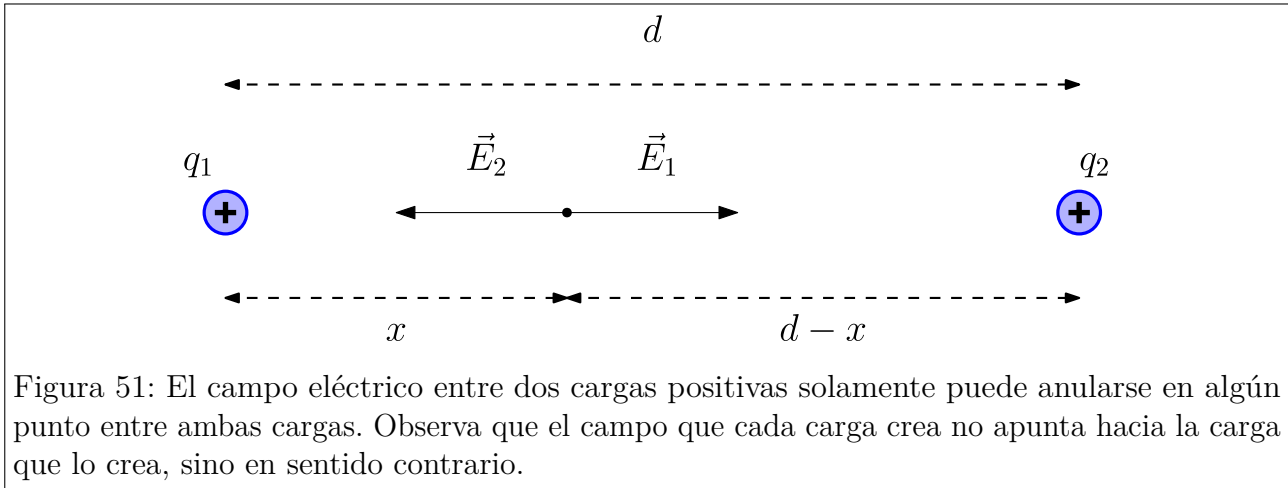 d
E⃗₂ E⃗₁
q₁ q₂
+ +
x d − x
Figura 51: El campo eléctrico entre dos cargas positivas solamente puede anularse en algún
punto entre ambas cargas. Observa que el campo que cada carga crea no apunta hacia la carga
que lo crea, sino en sentido contrario.